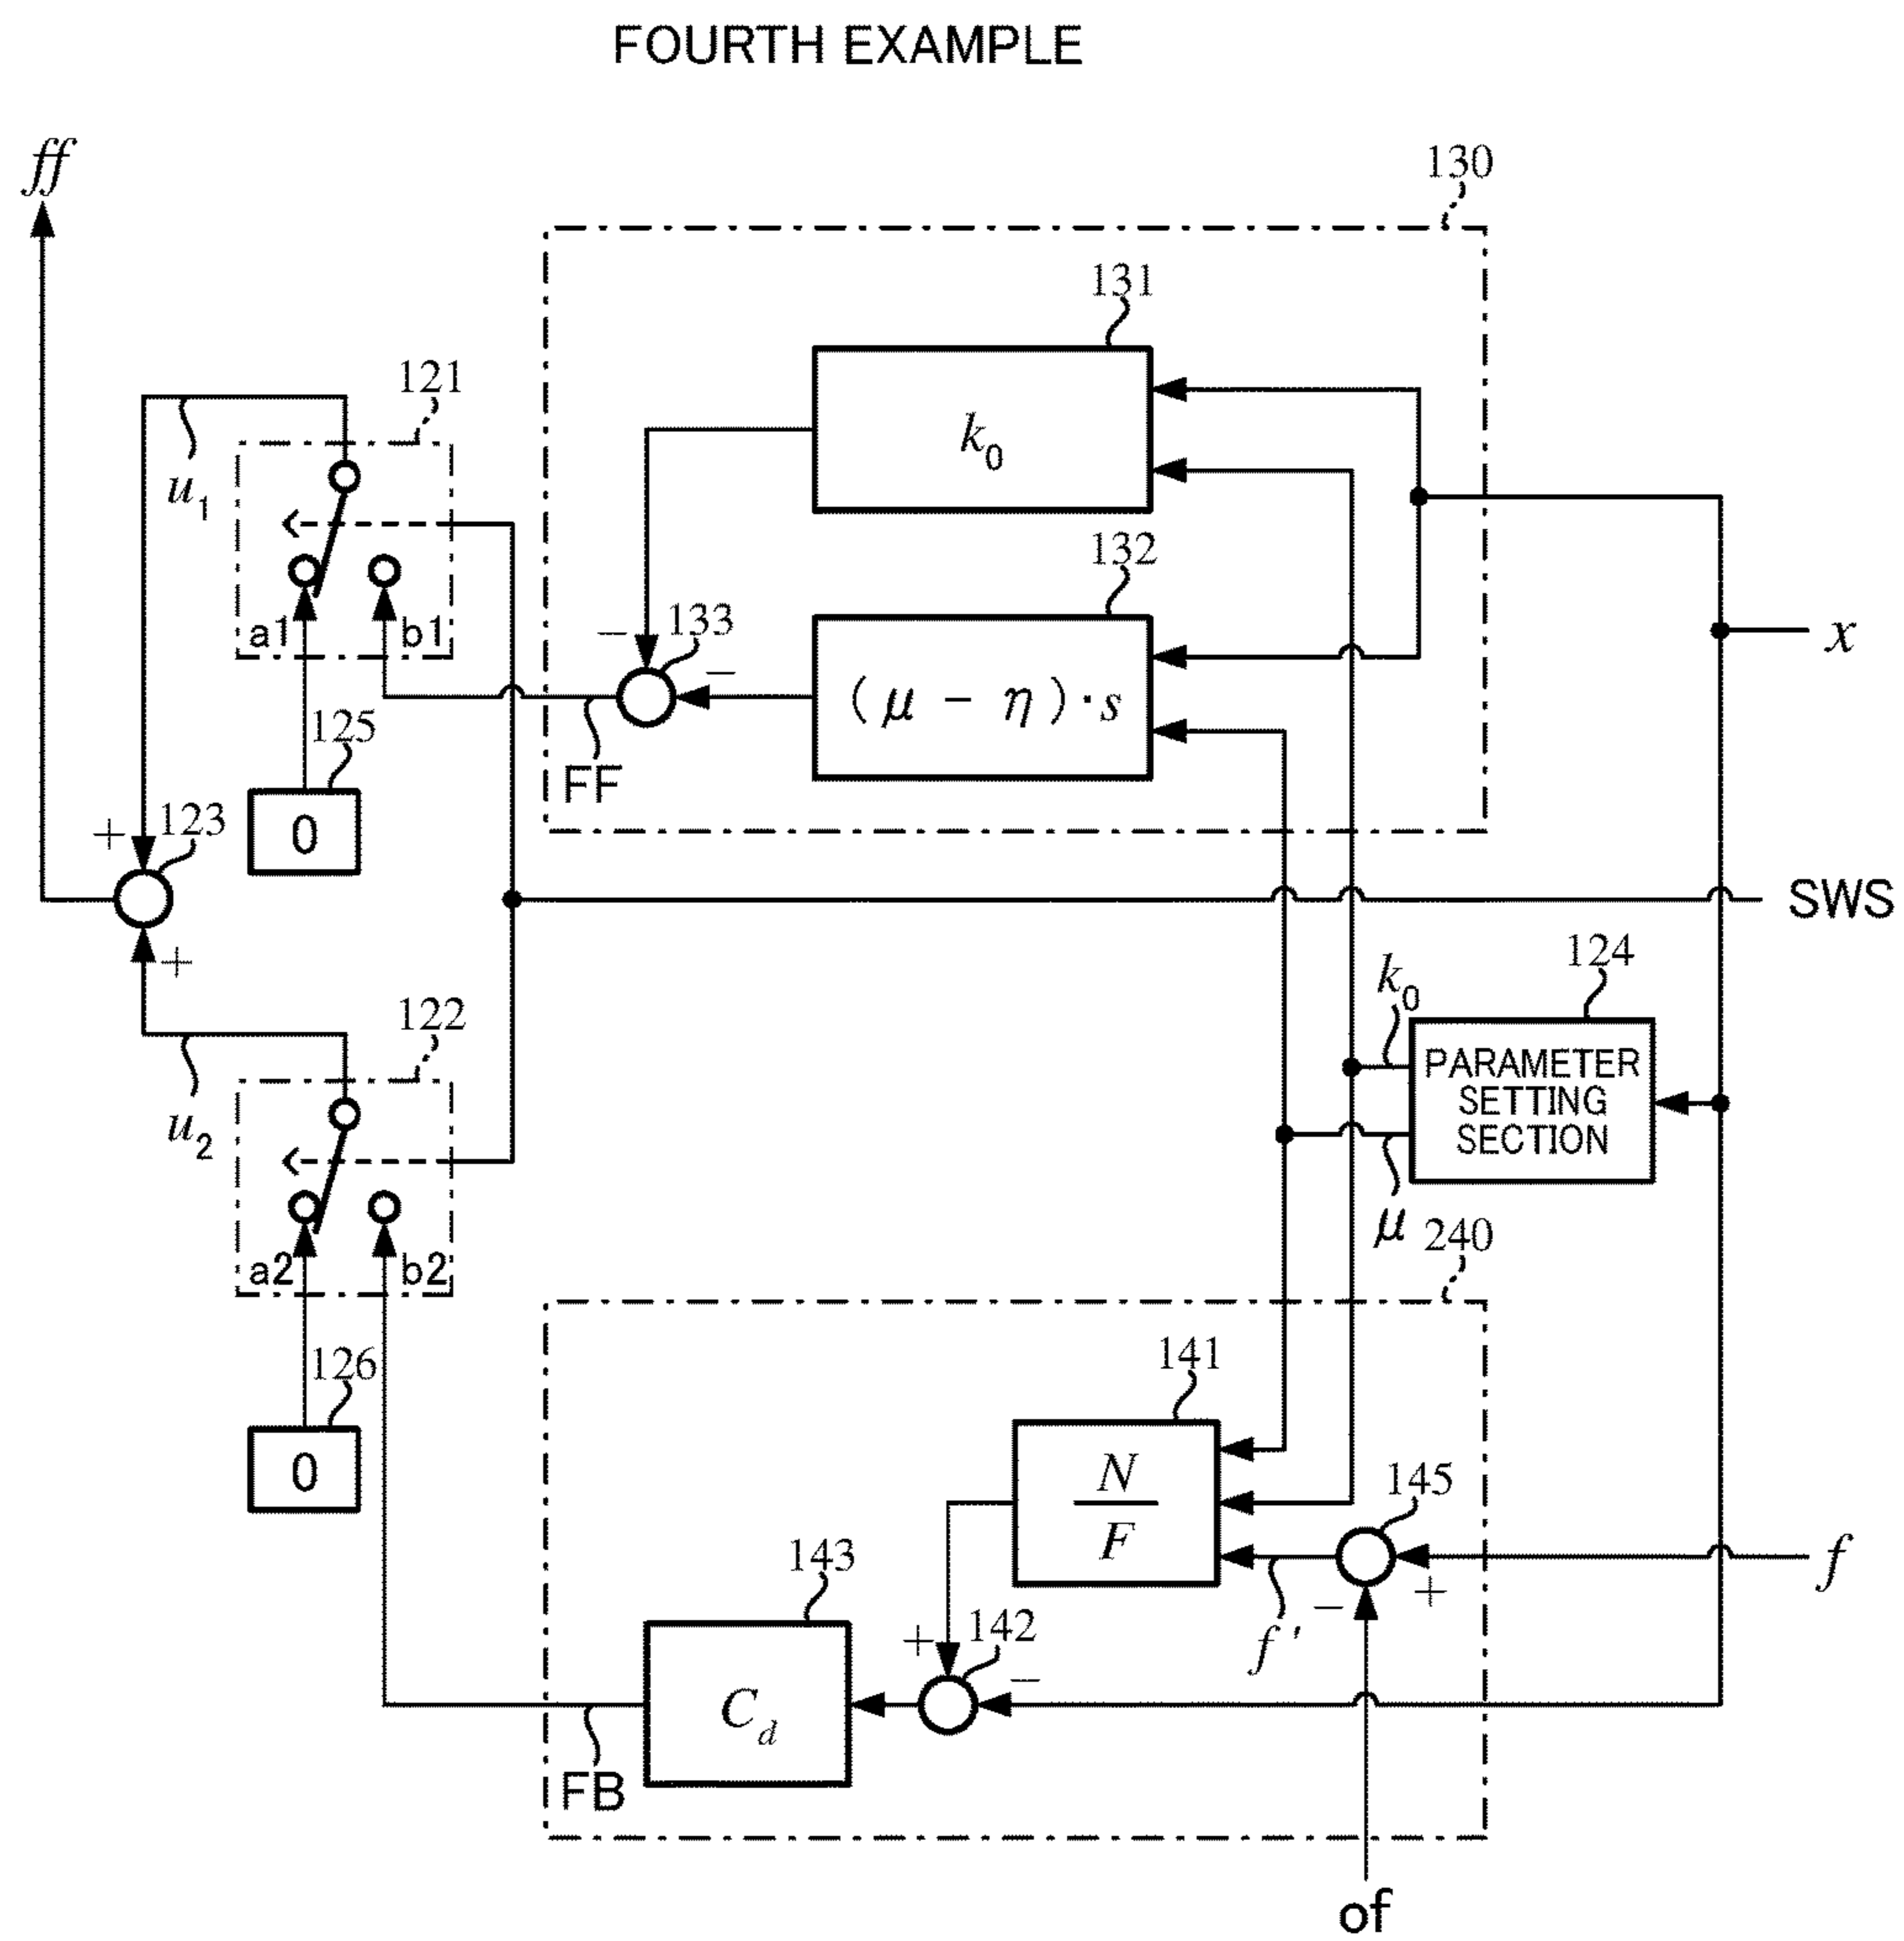 FOURTH EXAMPLE
ff
130
131
k0
121
u1
a1
b1
132
(μ − η)·s
133
−
−
FF
x
125
0
123
+
+
SWS
124
k0
PARAMETER
SETTING
SECTION
μ
122
u2
a2
b2
240
126
0
141
N
F
145
f
+
−
f'
143
Cd
142
+
−
FB
of